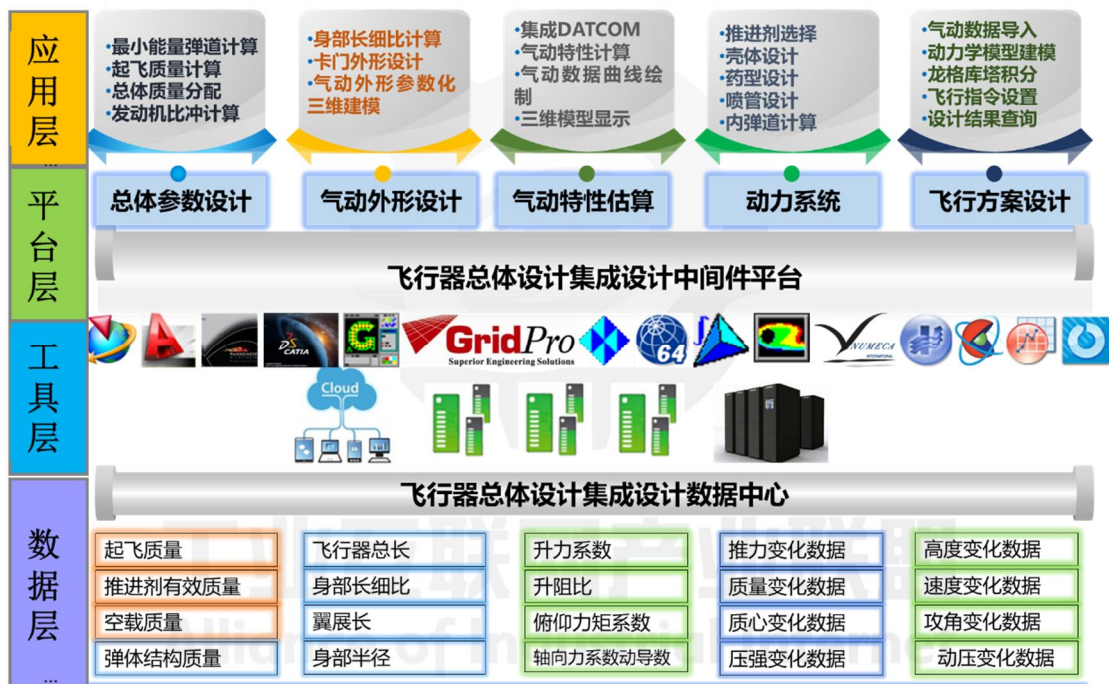 应用层
...
•最小能量弹道计算
•起飞质量计算
•总体质量分配
•发动机比冲计算
•身部长细比计算
•卡门外形设计
•气动外形参数化
三维建模
•集成DATCOM
•气动特性计算
•气动数据曲线绘
制
•三维模型显示
•推进剂选择
•壳体设计
•药型设计
•喷管设计
•内弹道计算
•气动数据导入
•动力学模型建模
•龙格库塔积分
•飞行指令设置
•设计结果查询
平台层
总体参数设计
气动外形设计
气动特性估算
动力系统
飞行方案设计
飞行器总体设计集成设计中间件平台
工具层
CATIA
GridPro
Superior Engineering Solutions
64
NUMECA
INTERNATIONAL
Cloud
飞行器总体设计集成设计数据中心
数据层
...
起飞质量
飞行器总长
升力系数
推力变化数据
高度变化数据
推进剂有效质量
身部长细比
升阻比
质量变化数据
速度变化数据
空载质量
翼展长
俯仰力矩系数
质心变化数据
攻角变化数据
弹体结构质量
身部半径
轴向力系数动导数
压强变化数据
动压变化数据
工业互联网产业联盟
Alliance of Industrial Internet